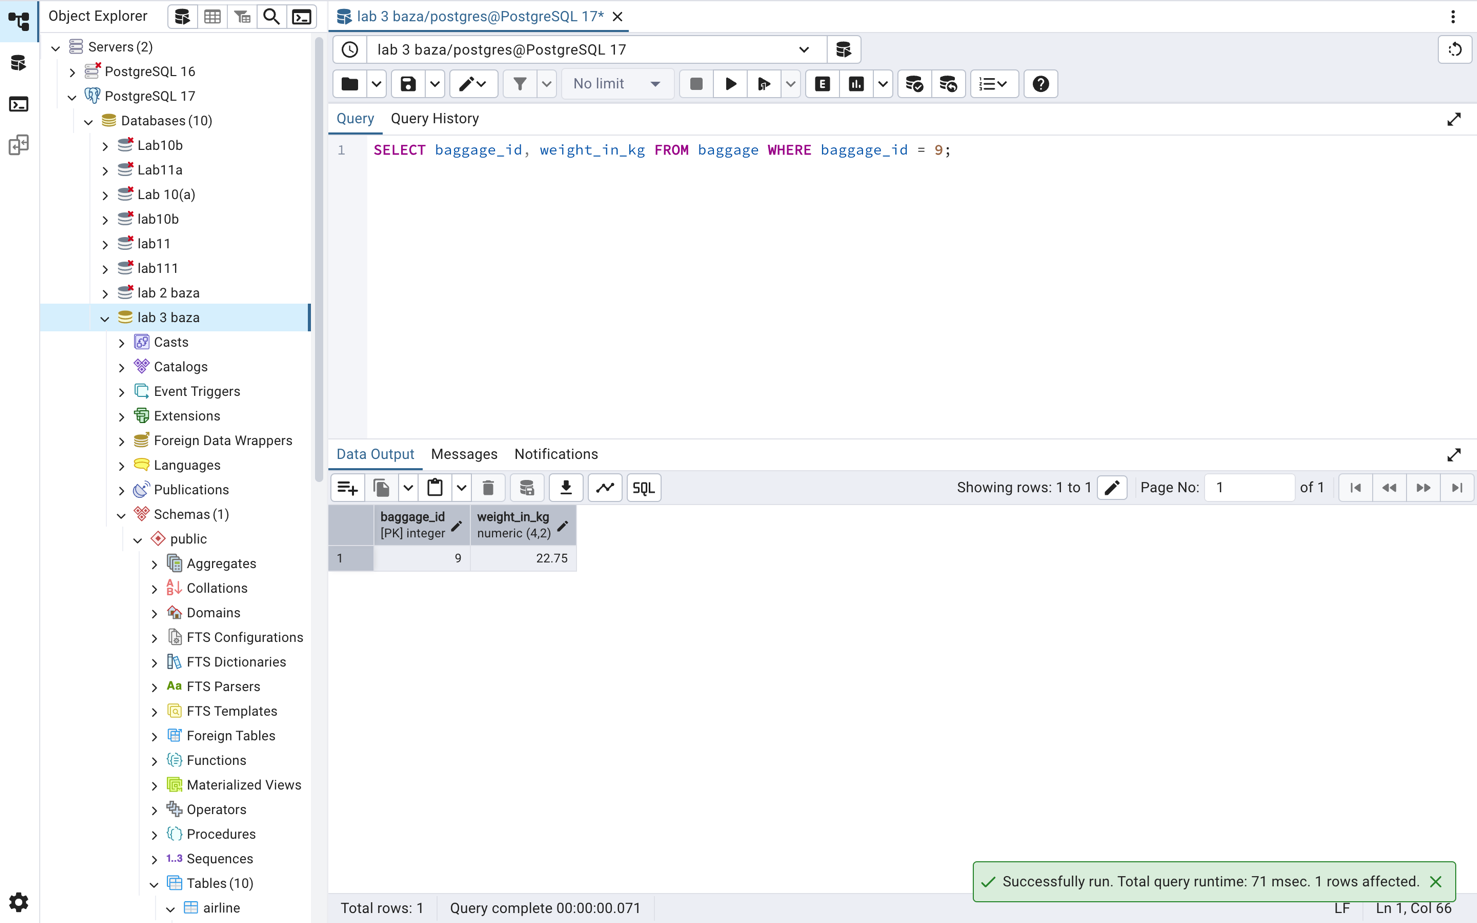 Object Explorer
Servers (2)
PostgreSQL 16
PostgreSQL 17
Databases (10)
Lab10b
Lab11a
Lab 10(a)
lab10b
lab11
lab111
lab 2 baza
lab 3 baza
Casts
Catalogs
Event Triggers
Extensions
Foreign Data Wrappers
Languages
Publications
Schemas (1)
public
Aggregates
Collations
Domains
FTS Configurations
FTS Dictionaries
Aa FTS Parsers
FTS Templates
Foreign Tables
Functions
Materialized Views
Operators
Procedures
1..3 Sequences
Tables (10)
airline
lab 3 baza/postgres@PostgreSQL 17*
lab 3 baza/postgres@PostgreSQL 17
No limit
E
Query Query History
1 SELECT baggage_id, weight_in_kg FROM baggage WHERE baggage_id = 9;
Data Output Messages Notifications
SQL Showing rows: 1 to 1 Page No: 1 of 1
baggage_id weight_in_kg
[PK] integer numeric (4,2)
1 9 22.75
Successfully run. Total query runtime: 71 msec. 1 rows affected.
Total rows: 1 Query complete 00:00:00.071 LF Ln 1, Col 66